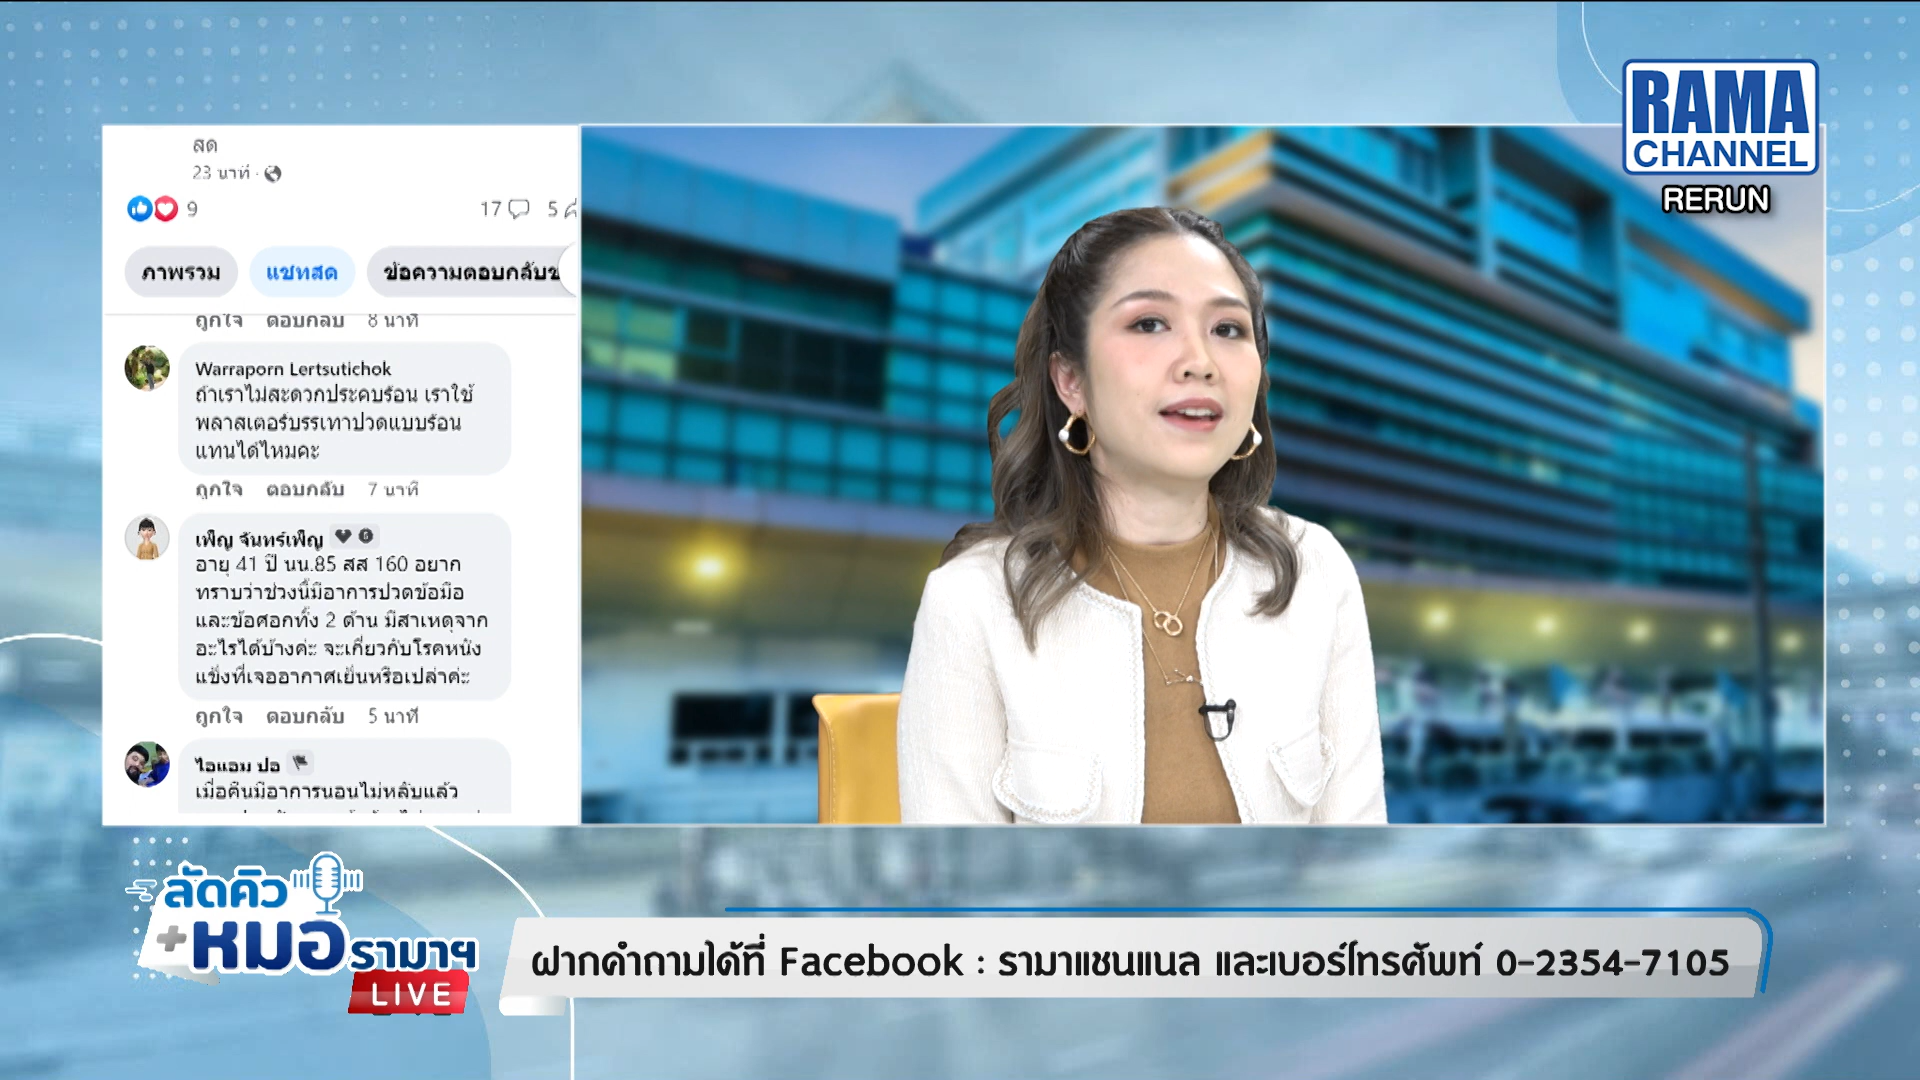 สด
23 นาที ·
9
17
5
ภาพรวม
แชทสด
ข้อความตอบกลับข
ถูกใจ ตอบกลับ 8 นาที
Warraporn Lertsutichok
ถ้าเราไม่สะดวกประคบร้อน เราใช้
พลาสเตอร์บรรเทาปวดแบบร้อน
แทนได้ไหมคะ
ถูกใจ ตอบกลับ 7 นาที
เพ็ญ จันทร์เพ็ญ
อายุ 41 ปี นน.85 สส 160 อยาก
ทราบว่าช่วงนี้มีอาการปวดข้อมือ
และข้อศอกทั้ง 2 ด้าน มีสาเหตุจาก
อะไรได้บ้างค่ะ จะเกี่ยวกับโรคหนัง
แข็งที่เจออากาศเย็นหรือเปล่าค่ะ
ถูกใจ ตอบกลับ 5 นาที
ไอแอม ปอ
เมื่อคืนมีอาการนอนไม่หลับแล้ว
RAMA
CHANNEL
RERUN
ลัดคิว
หมอรามาฯ
LIVE
ฝากคำถามได้ที่ Facebook : รามาแชนแนล และเบอร์โทรศัพท์ 0-2354-7105